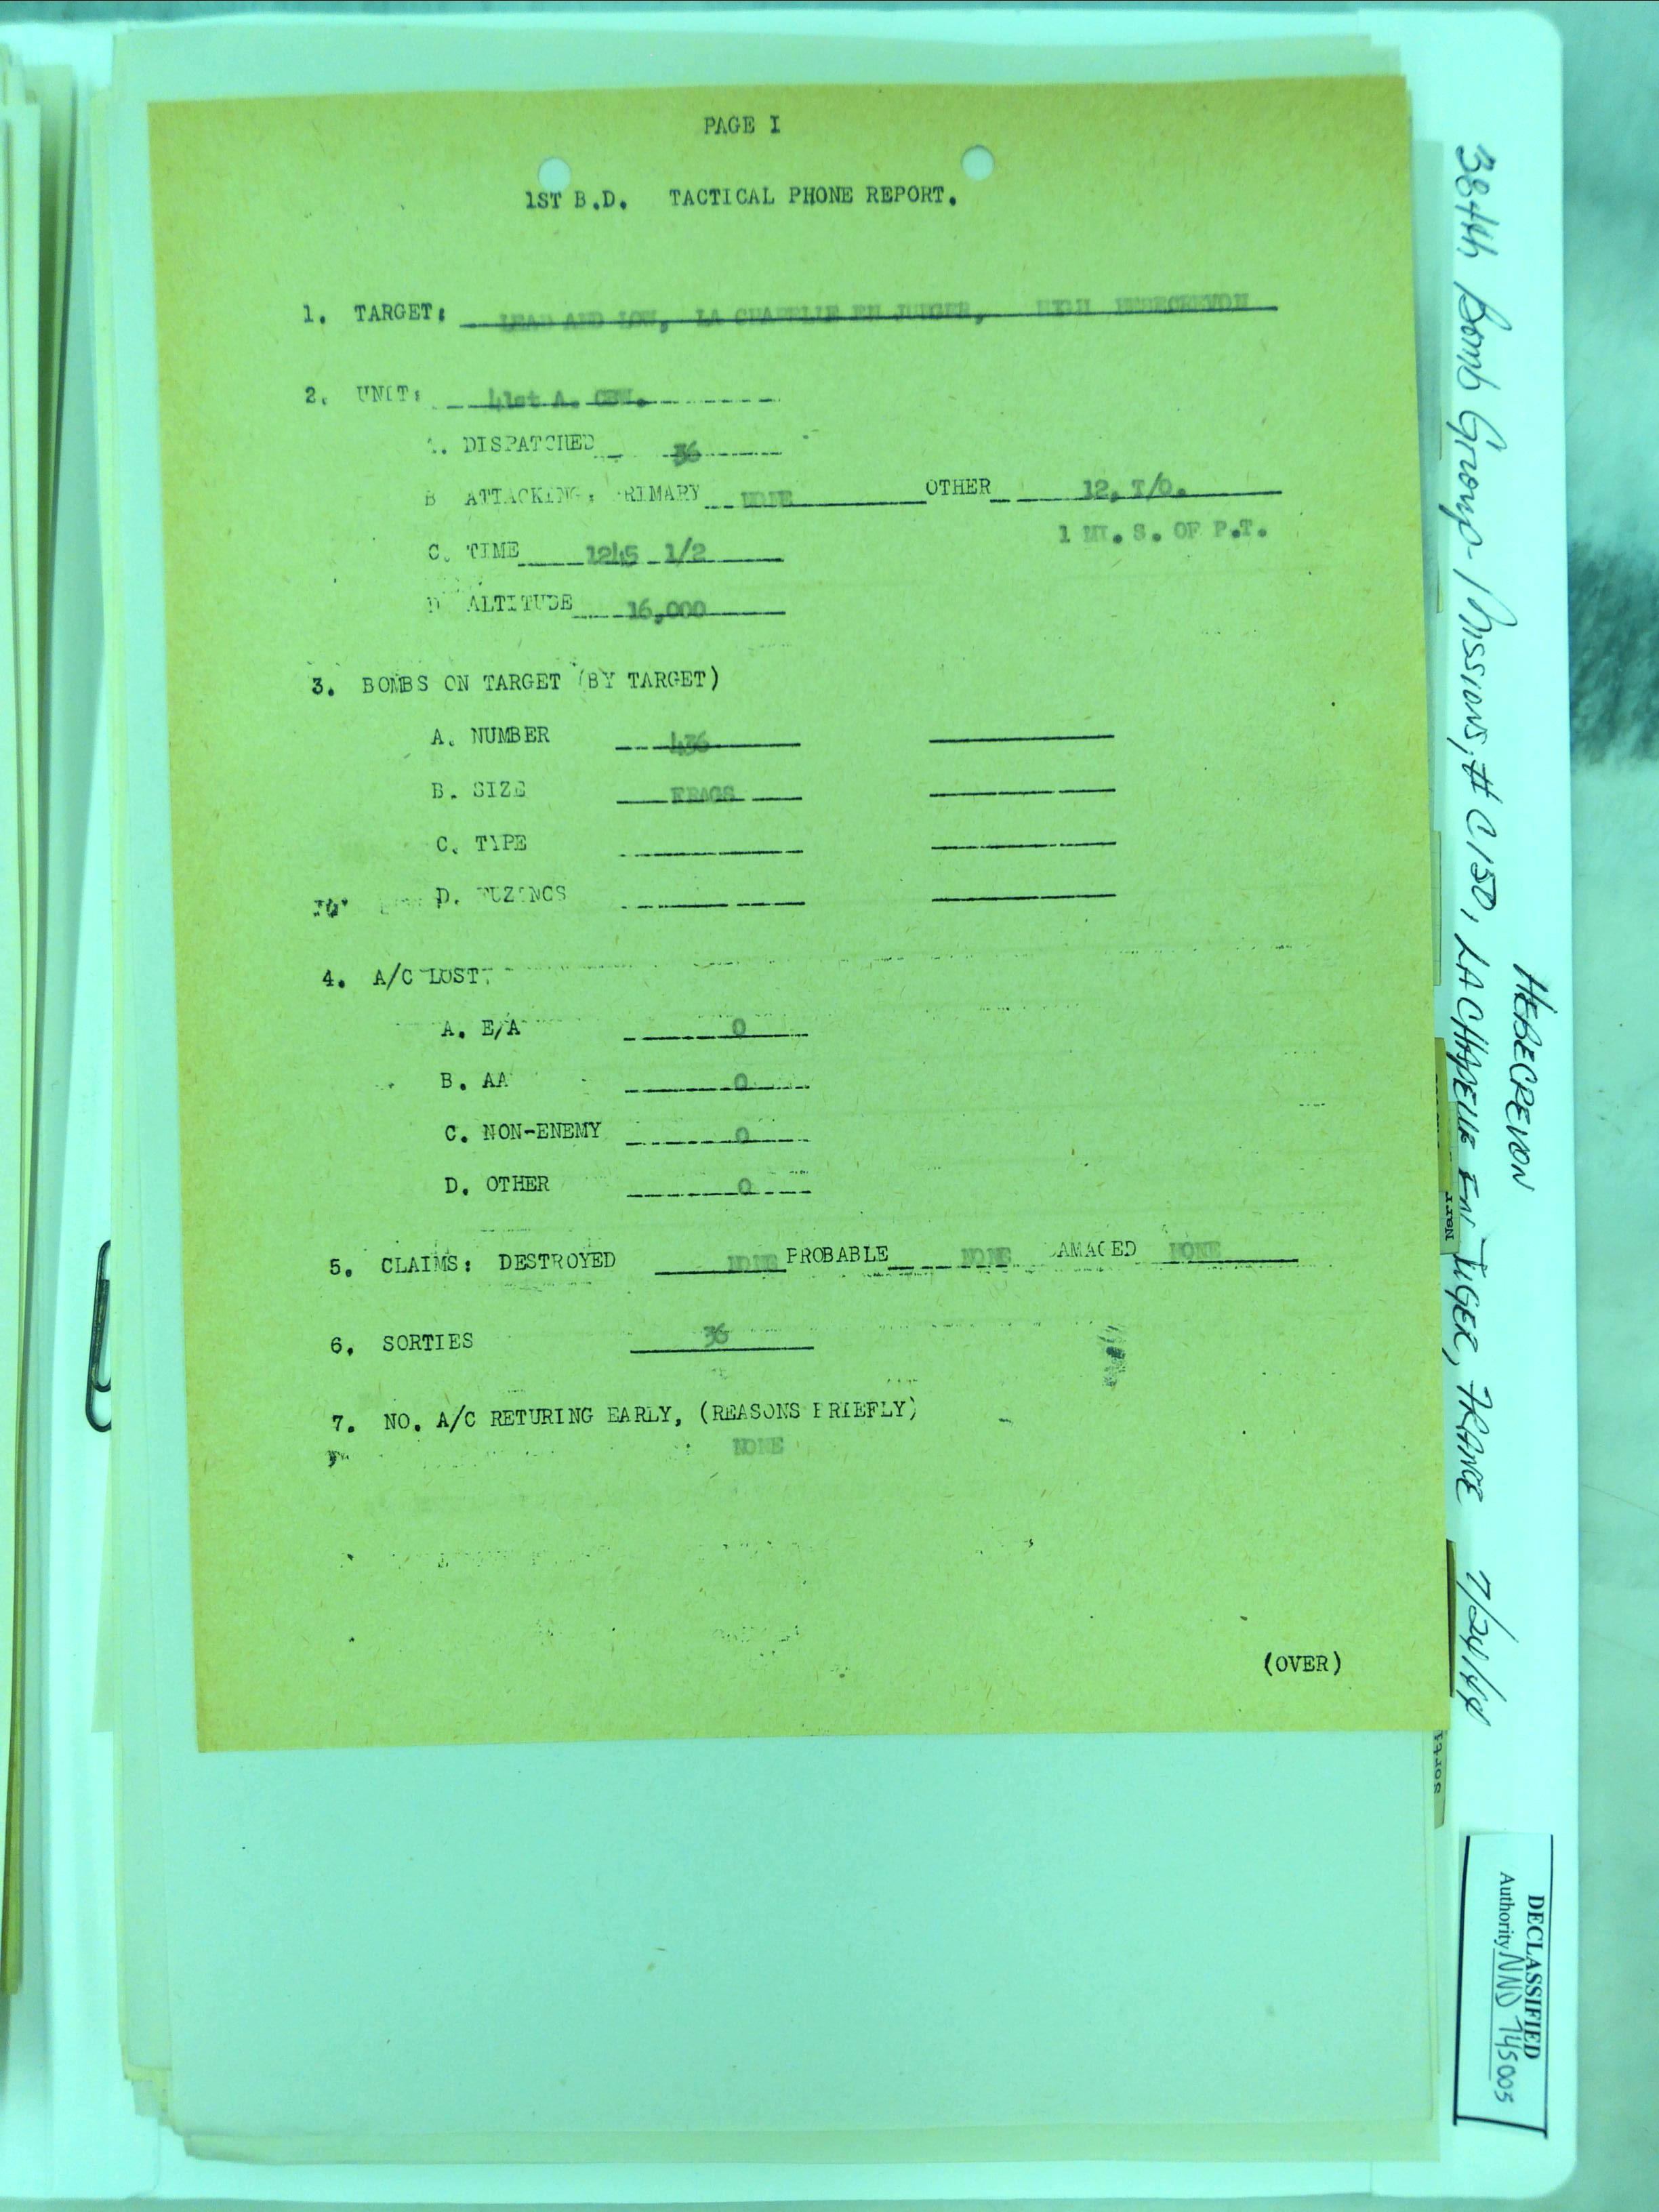 PAGE I
1ST B.D. TACTICAL PHONE REPORT.
1. TARGET: LEAD AND LOW, LA CHAPELLE EN JUNGER, HIGH HEBECREVON
2. UNIT: 41st A. CBW.
A. DISPATCHED 36
B ATTACKING: PRIMARY NONE OTHER 12, T/O.
1 MI. S. OF P.T.
C. TIME 1245 1/2
D ALTITUDE 16,000
3. BOMBS ON TARGET (BY TARGET)
A. NUMBER 436
B. SIZE FRAGS
C. TYPE
D. FUZINGS
4. A/C LOST:
A. E/A 0
B. AA 0
C. NON-ENEMY 0
D. OTHER 0
5. CLAIMS: DESTROYED NONE PROBABLE NONE DAMAGED NONE
6. SORTIES 36
7. NO. A/C RETURING EARLY, (REASONS BRIEFLY)
NONE
(OVER)
384th Bomb Group - Missions, # C150, LA CHAPELLE EN JUGER, FRANCE 7/24/44
HEBECREVON
Narr
Sorti
DECLASSIFIED
Authority NND 745005